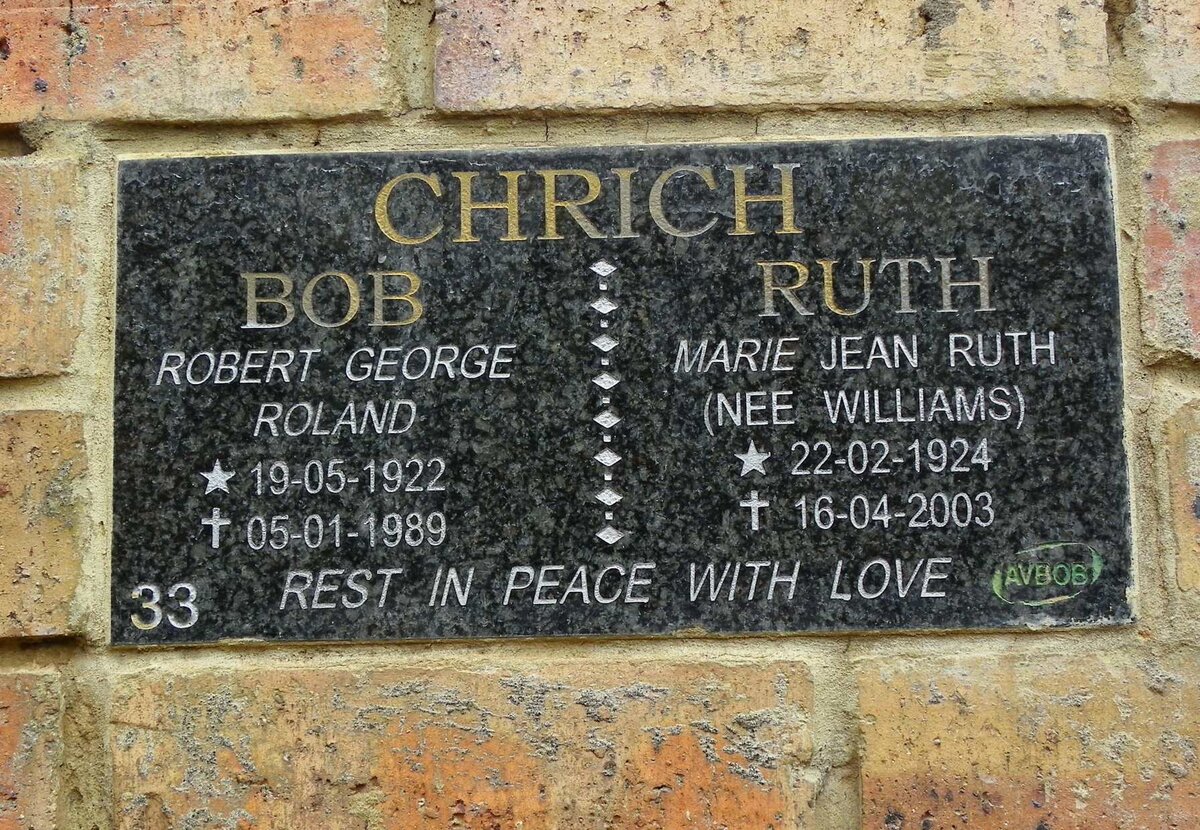 CHRICH
BOB
ROBERT GEORGE
ROLAND
19-05-1922
05-01-1989
RUTH
MARIE JEAN RUTH
(NEE WILLIAMS)
22-02-1924
16-04-2003
33
REST IN PEACE WITH LOVE
AVBOB